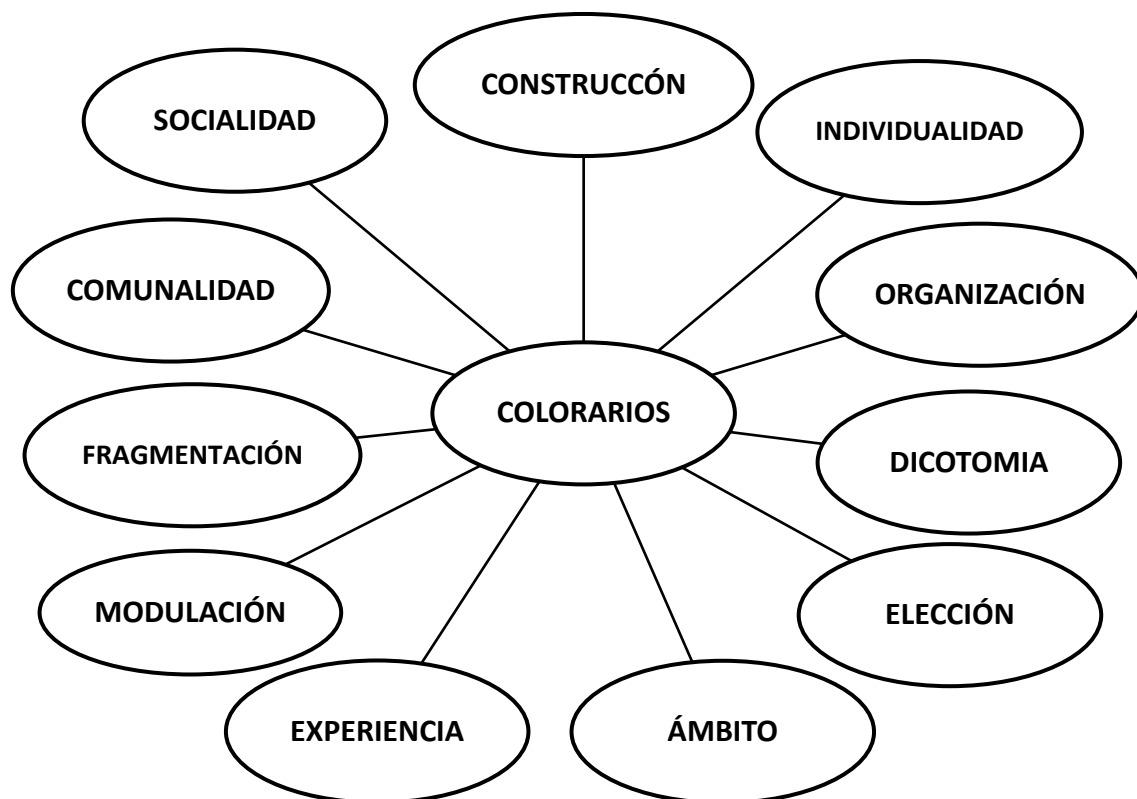 CONSTRUCCÓN
SOCIALIDAD
INDIVIDUALIDAD
COMUNALIDAD
ORGANIZACIÓN
COLORARIOS
FRAGMENTACIÓN
DICOTOMIA
MODULACIÓN
ELECCIÓN
EXPERIENCIA
ÁMBITO